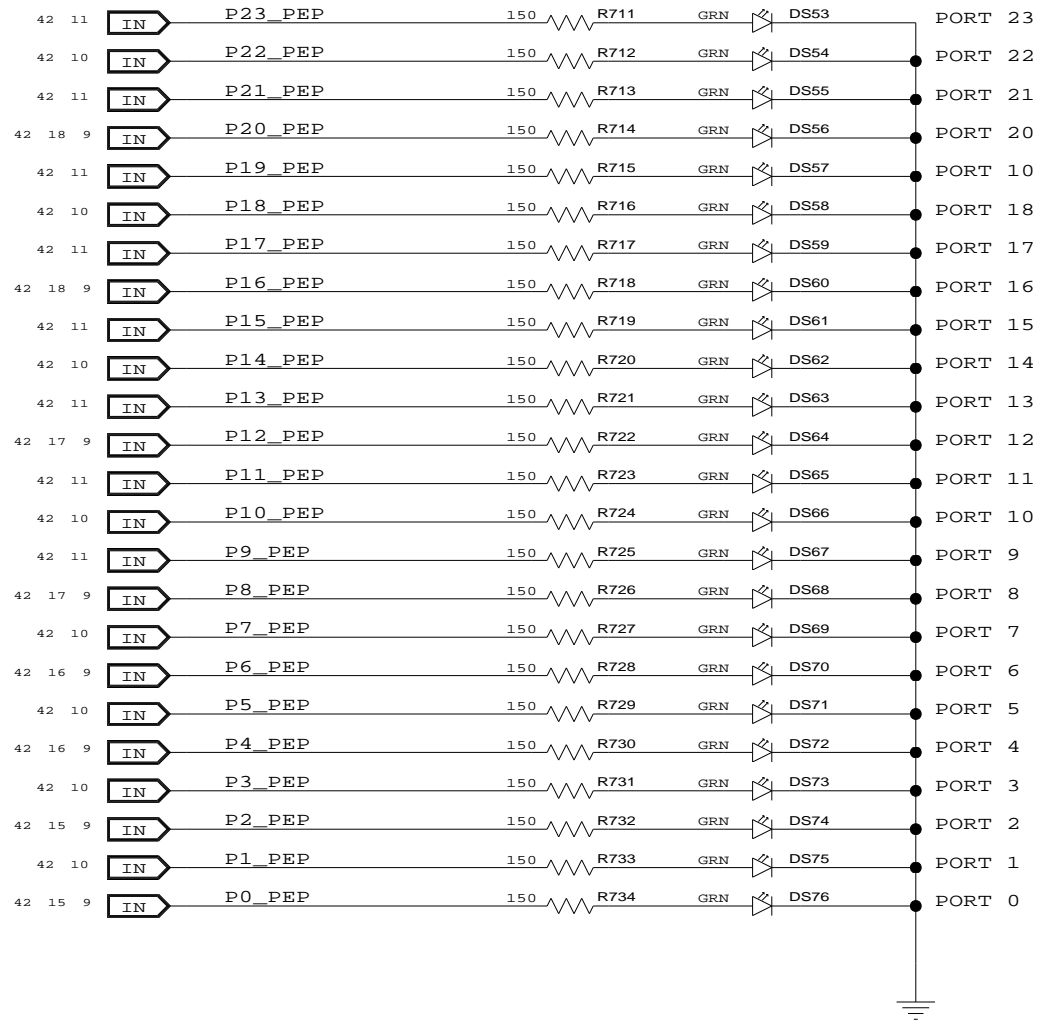 42 11 IN P23_PEP 150 R711 GRN DS53 PORT 23
42 10 IN P22_PEP 150 R712 GRN DS54 PORT 22
42 11 IN P21_PEP 150 R713 GRN DS55 PORT 21
42 18 9 IN P20_PEP 150 R714 GRN DS56 PORT 20
42 11 IN P19_PEP 150 R715 GRN DS57 PORT 10
42 10 IN P18_PEP 150 R716 GRN DS58 PORT 18
42 11 IN P17_PEP 150 R717 GRN DS59 PORT 17
42 18 9 IN P16_PEP 150 R718 GRN DS60 PORT 16
42 11 IN P15_PEP 150 R719 GRN DS61 PORT 15
42 10 IN P14_PEP 150 R720 GRN DS62 PORT 14
42 11 IN P13_PEP 150 R721 GRN DS63 PORT 13
42 17 9 IN P12_PEP 150 R722 GRN DS64 PORT 12
42 11 IN P11_PEP 150 R723 GRN DS65 PORT 11
42 10 IN P10_PEP 150 R724 GRN DS66 PORT 10
42 11 IN P9_PEP 150 R725 GRN DS67 PORT 9
42 17 9 IN P8_PEP 150 R726 GRN DS68 PORT 8
42 10 IN P7_PEP 150 R727 GRN DS69 PORT 7
42 16 9 IN P6_PEP 150 R728 GRN DS70 PORT 6
42 10 IN P5_PEP 150 R729 GRN DS71 PORT 5
42 16 9 IN P4_PEP 150 R730 GRN DS72 PORT 4
42 10 IN P3_PEP 150 R731 GRN DS73 PORT 3
42 15 9 IN P2_PEP 150 R732 GRN DS74 PORT 2
42 10 IN P1_PEP 150 R733 GRN DS75 PORT 1
42 15 9 IN P0_PEP 150 R734 GRN DS76 PORT 0